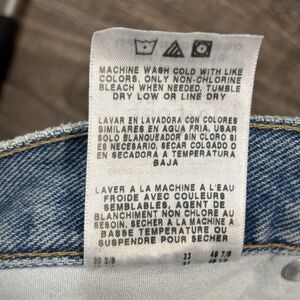 MACHINE WASH COLD WITH LIKE
COLORS, ONLY NON-CHLORINE
BLEACH WHEN NEEDED, TUMBLE
DRY LOW OR LINE DRY
LAVAR EN LAVADORA CON COLORES
SIMILARES EN AGUA FRIA. USAR
SOLO BLANQUEADOR SIN CLORO SI
ES NECESARIO, SECAR COLGADO O
EN SECADORA A TEMPERATURA
BAJA
LAVER A LA MACHINE A L'EAU
FROIDE AVEC COULEURS
SEMBLABLES, AGENT DE
BLANCHIMENT NON CHLORE AU
BESOIN, SECHER A LA MACHINE A
BASSE TEMPERATURE OU
SUSPENDRE POUR SECHER
33